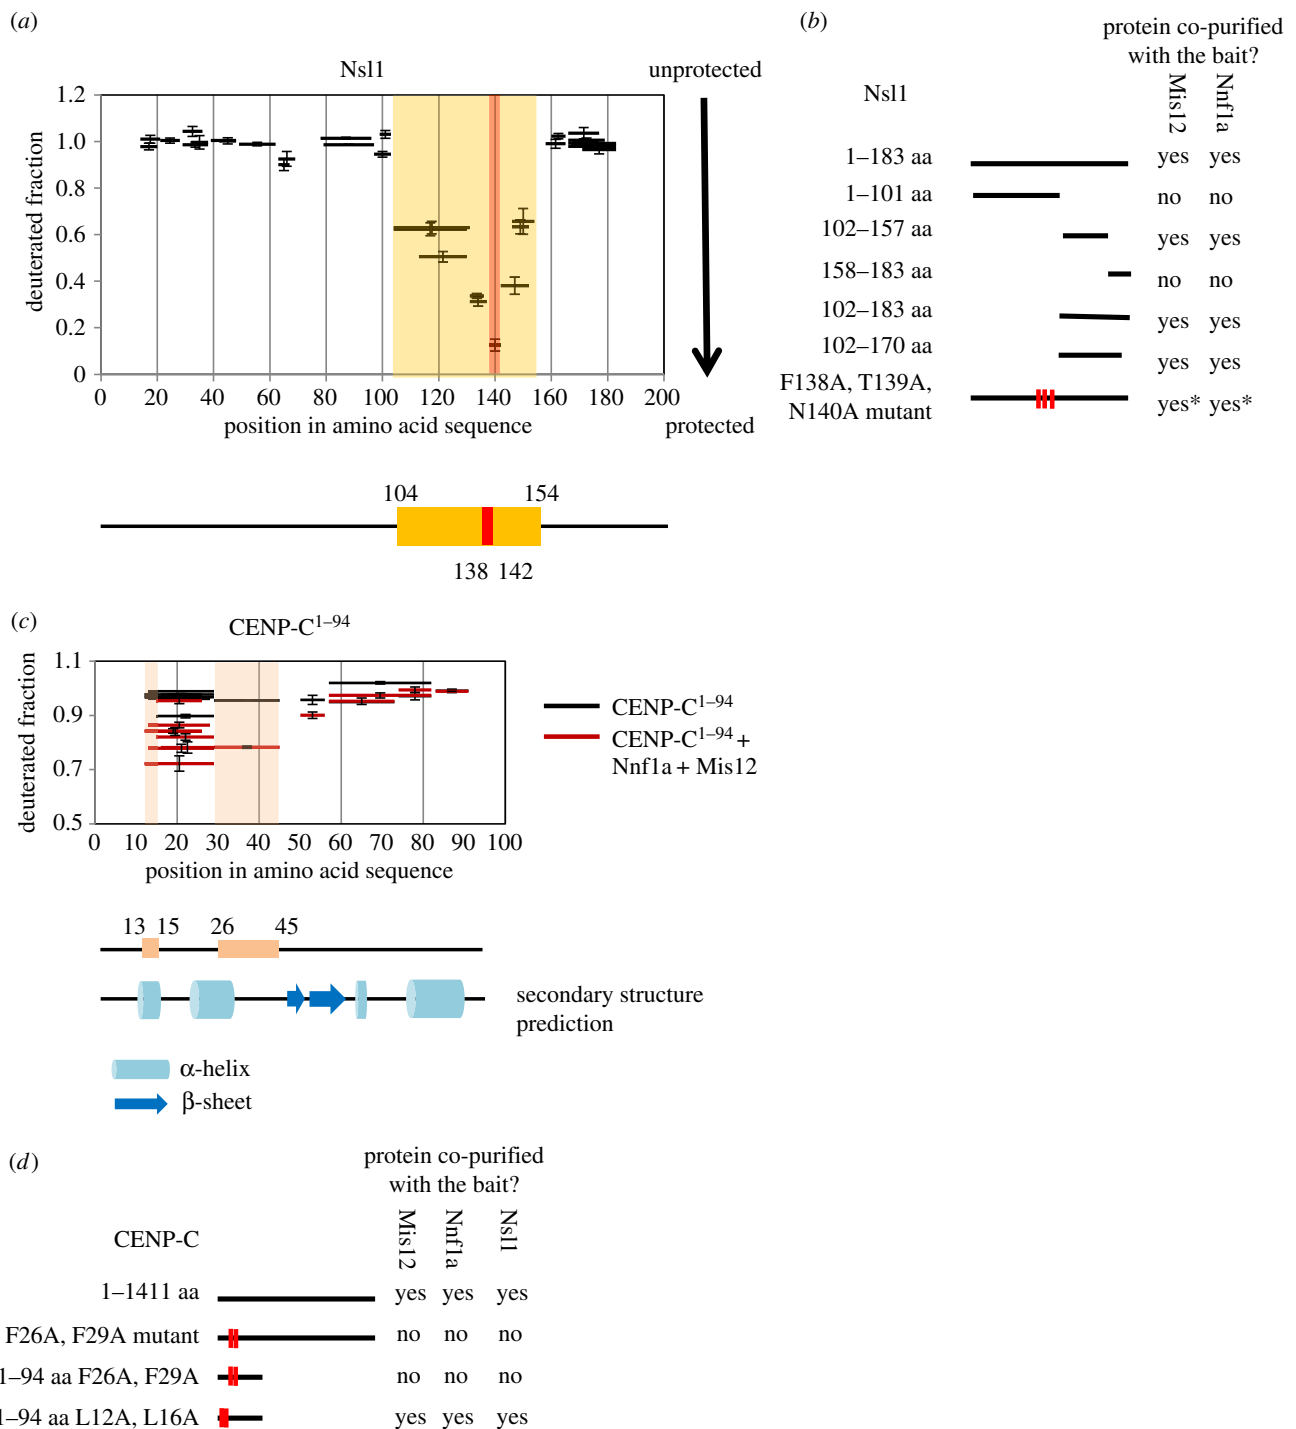 (a)
Nsl1
unprotected
deuterated fraction
1.2
1.0
0.8
0.6
0.4
0.2
0
0 20 40 60 80 100 120 140 160 180 200
position in amino acid sequence
protected
104 154
138 142
(b)
protein co-purified
with the bait?
Nsl1
Mis12 Nnf1a
1–183 aa yes yes
1–101 aa no no
102–157 aa yes yes
158–183 aa no no
102–183 aa yes yes
102–170 aa yes yes
F138A, T139A,
N140A mutant yes* yes*
(c)
CENP-C1–94
deuterated fraction
1.1
0.9
0.7
0.5
0 10 20 30 40 50 60 70 80 90 100
position in amino acid sequence
CENP-C1–94
CENP-C1–94 +
Nnf1a + Mis12
13 15 26 45
secondary structure
prediction
α-helix
β-sheet
(d)
protein co-purified
with the bait?
CENP-C
Mis12 Nnf1a Nsl1
1–1411 aa yes yes yes
F26A, F29A mutant no no no
1–94 aa F26A, F29A no no no
1–94 aa L12A, L16A yes yes yes